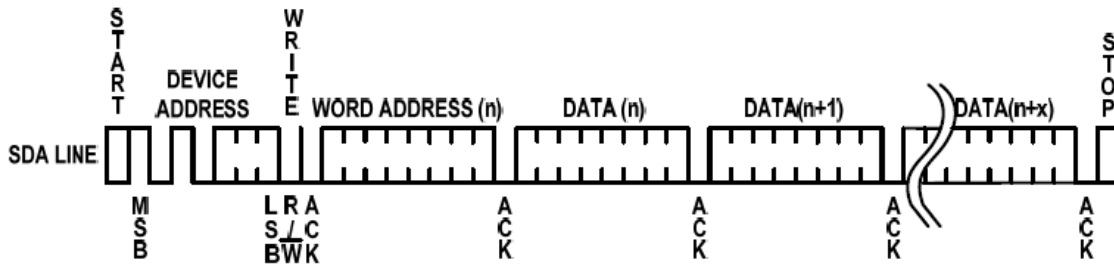 START
WRITE
STOP
DEVICE
ADDRESS
WORD ADDRESS (n)
DATA (n)
DATA(n+1)
DATA(n+x)
SDA LINE
MSB
LSB
R/W
ACK
ACK
ACK
ACK
ACK